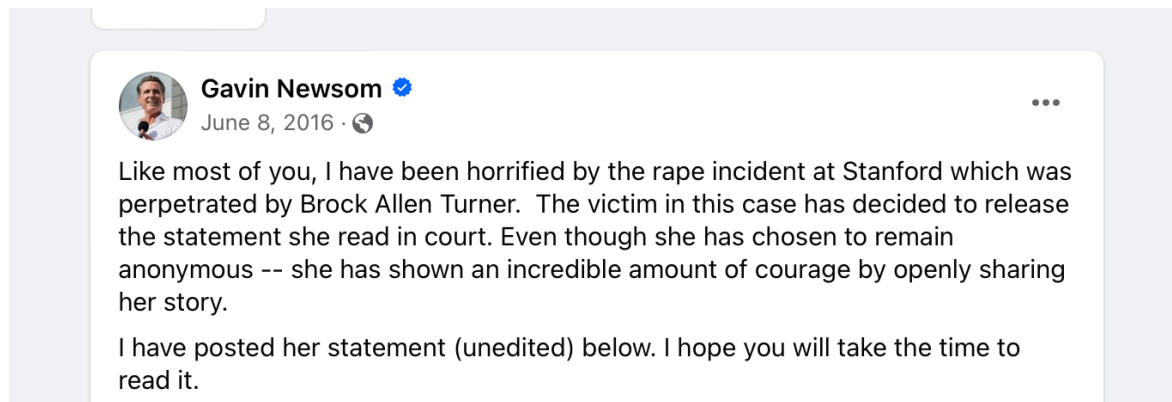 Gavin Newsom
June 8, 2016 ·
Like most of you, I have been horrified by the rape incident at Stanford which was
perpetrated by Brock Allen Turner.  The victim in this case has decided to release
the statement she read in court. Even though she has chosen to remain
anonymous -- she has shown an incredible amount of courage by openly sharing
her story.
I have posted her statement (unedited) below. I hope you will take the time to
read it.